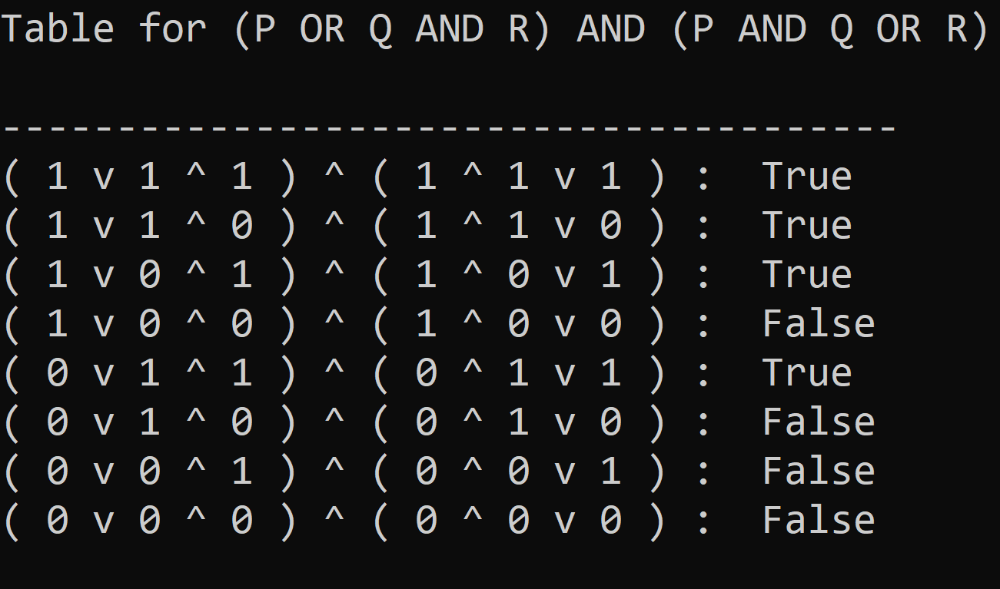 Table for (P OR Q AND R) AND (P AND Q OR R)
---------------------------------------
( 1 v 1 ^ 1 ) ^ ( 1 ^ 1 v 1 ) :  True
( 1 v 1 ^ 0 ) ^ ( 1 ^ 1 v 0 ) :  True
( 1 v 0 ^ 1 ) ^ ( 1 ^ 0 v 1 ) :  True
( 1 v 0 ^ 0 ) ^ ( 1 ^ 0 v 0 ) :  False
( 0 v 1 ^ 1 ) ^ ( 0 ^ 1 v 1 ) :  True
( 0 v 1 ^ 0 ) ^ ( 0 ^ 1 v 0 ) :  False
( 0 v 0 ^ 1 ) ^ ( 0 ^ 0 v 1 ) :  False
( 0 v 0 ^ 0 ) ^ ( 0 ^ 0 v 0 ) :  False